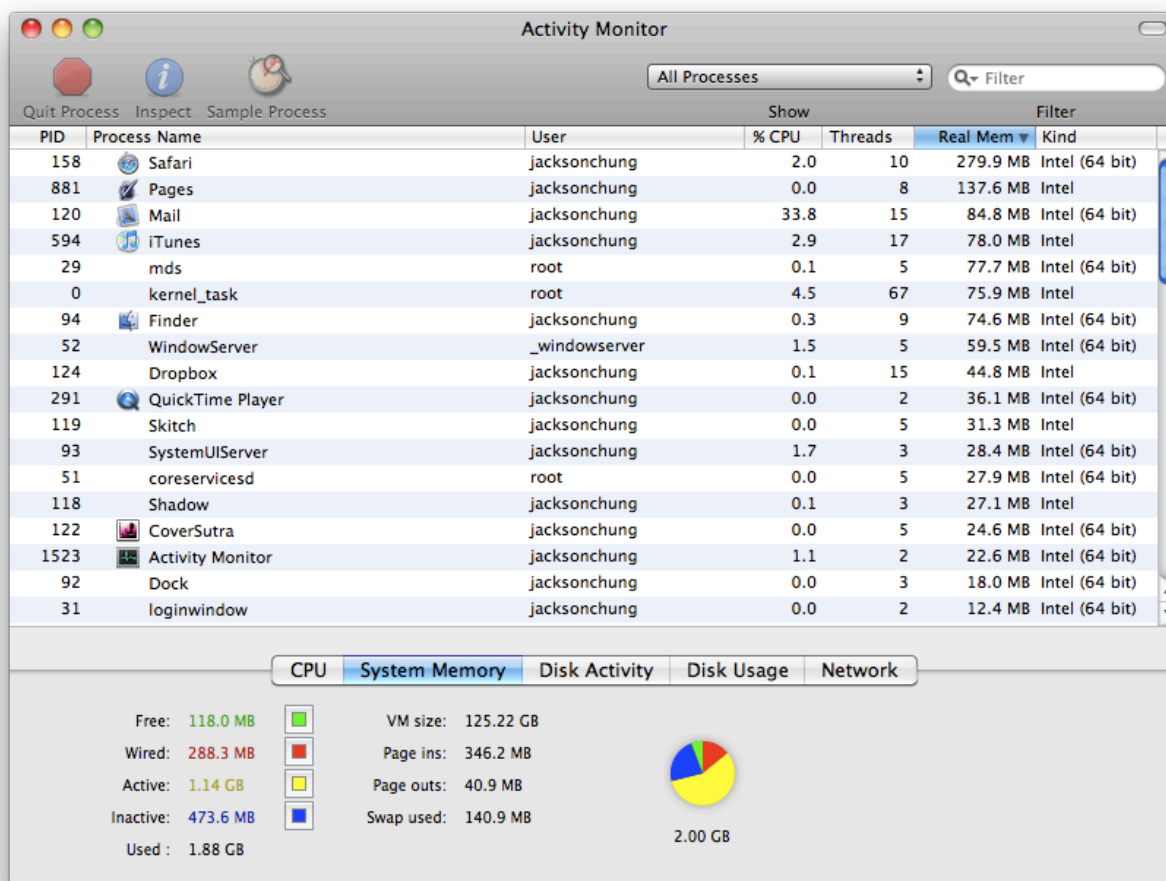 Activity Monitor
All Processes
Filter
Quit Process Inspect Sample Process Show Filter
PID Process Name User % CPU Threads Real Mem Kind
158 Safari jacksonchung 2.0 10 279.9 MB Intel (64 bit)
881 Pages jacksonchung 0.0 8 137.6 MB Intel
120 Mail jacksonchung 33.8 15 84.8 MB Intel (64 bit)
594 iTunes jacksonchung 2.9 17 78.0 MB Intel
29 mds root 0.1 5 77.7 MB Intel (64 bit)
0 kernel_task root 4.5 67 75.9 MB Intel
94 Finder jacksonchung 0.3 9 74.6 MB Intel (64 bit)
52 WindowServer _windowserver 1.5 5 59.5 MB Intel (64 bit)
124 Dropbox jacksonchung 0.1 15 44.8 MB Intel
291 QuickTime Player jacksonchung 0.0 2 36.1 MB Intel (64 bit)
119 Skitch jacksonchung 0.0 5 31.3 MB Intel
93 SystemUIServer jacksonchung 1.7 3 28.4 MB Intel (64 bit)
51 coreservicesd root 0.0 5 27.9 MB Intel (64 bit)
118 Shadow jacksonchung 0.1 3 27.1 MB Intel
122 CoverSutra jacksonchung 0.0 5 24.6 MB Intel (64 bit)
1523 Activity Monitor jacksonchung 1.1 2 22.6 MB Intel (64 bit)
92 Dock jacksonchung 0.0 3 18.0 MB Intel (64 bit)
31 loginwindow jacksonchung 0.0 2 12.4 MB Intel (64 bit)
CPU System Memory Disk Activity Disk Usage Network
Free: 118.0 MB VM size: 125.22 GB
Wired: 288.3 MB Page ins: 346.2 MB
Active: 1.14 GB Page outs: 40.9 MB
Inactive: 473.6 MB Swap used: 140.9 MB
Used : 1.88 GB
2.00 GB